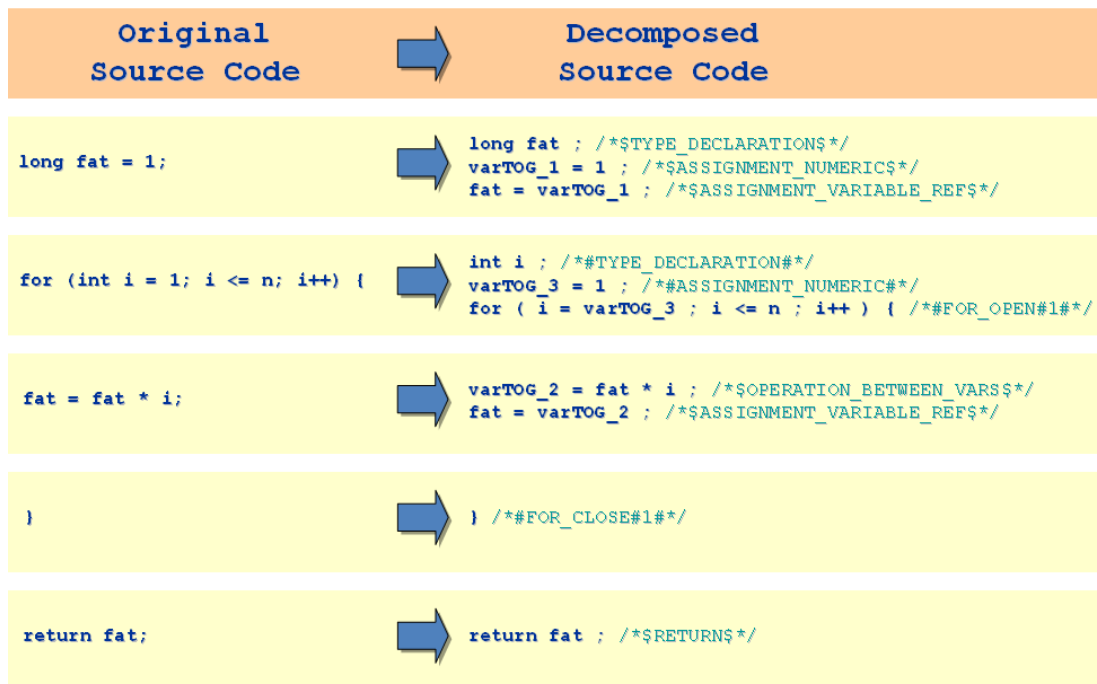 Original
Source Code
Decomposed
Source Code
long fat = 1;
long fat ; /*$TYPE_DECLARATION$*/
varTOG_1 = 1 ; /*$ASSIGNMENT_NUMERIC$*/
fat = varTOG_1 ; /*$ASSIGNMENT_VARIABLE_REF$*/
for (int i = 1; i <= n; i++) {
int i ; /*#TYPE_DECLARATION#*/
varTOG_3 = 1 ; /*#ASSIGNMENT_NUMERIC#*/
for ( i = varTOG_3 ; i <= n ; i++ ) { /*#FOR_OPEN#1#*/
fat = fat * i;
varTOG_2 = fat * i ; /*$OPERATION_BETWEEN_VARS$*/
fat = varTOG_2 ; /*$ASSIGNMENT_VARIABLE_REF$*/
}
} /*#FOR_CLOSE#1#*/
return fat;
return fat ; /*$RETURN$*/